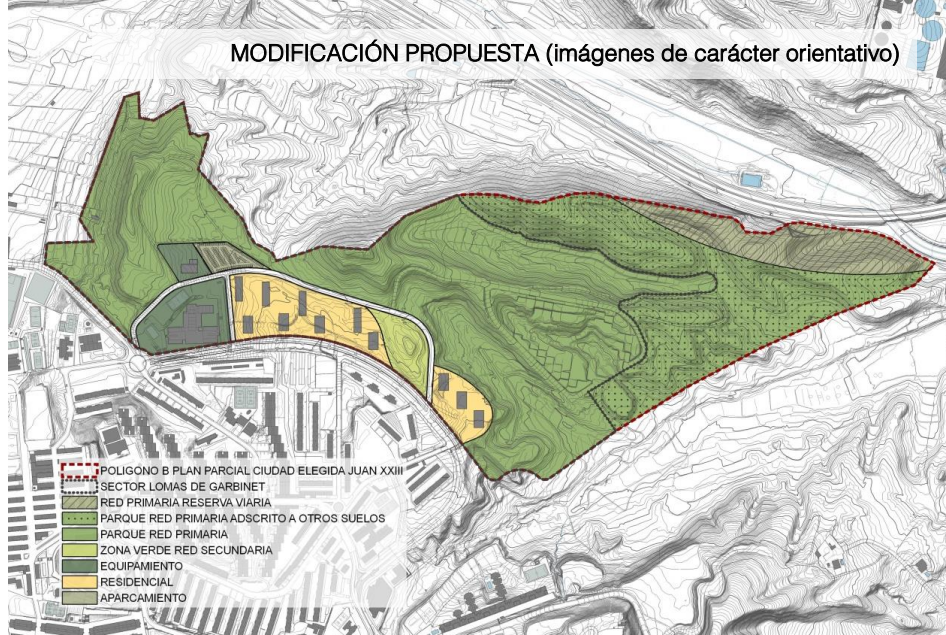 MODIFICACIÓN PROPUESTA (imágenes de carácter orientativo)
POLIGONO B PLAN PARCIAL CIUDAD ELEGIDA JUAN XXIII
SECTOR LOMAS DE GARBINET
RED PRIMARIA RESERVA VIARIA
PARQUE RED PRIMARIA ADSCRITO A OTROS SUELOS
PARQUE RED PRIMARIA
ZONA VERDE RED SECUNDARIA
EQUIPAMIENTO
RESIDENCIAL
APARCAMIENTO